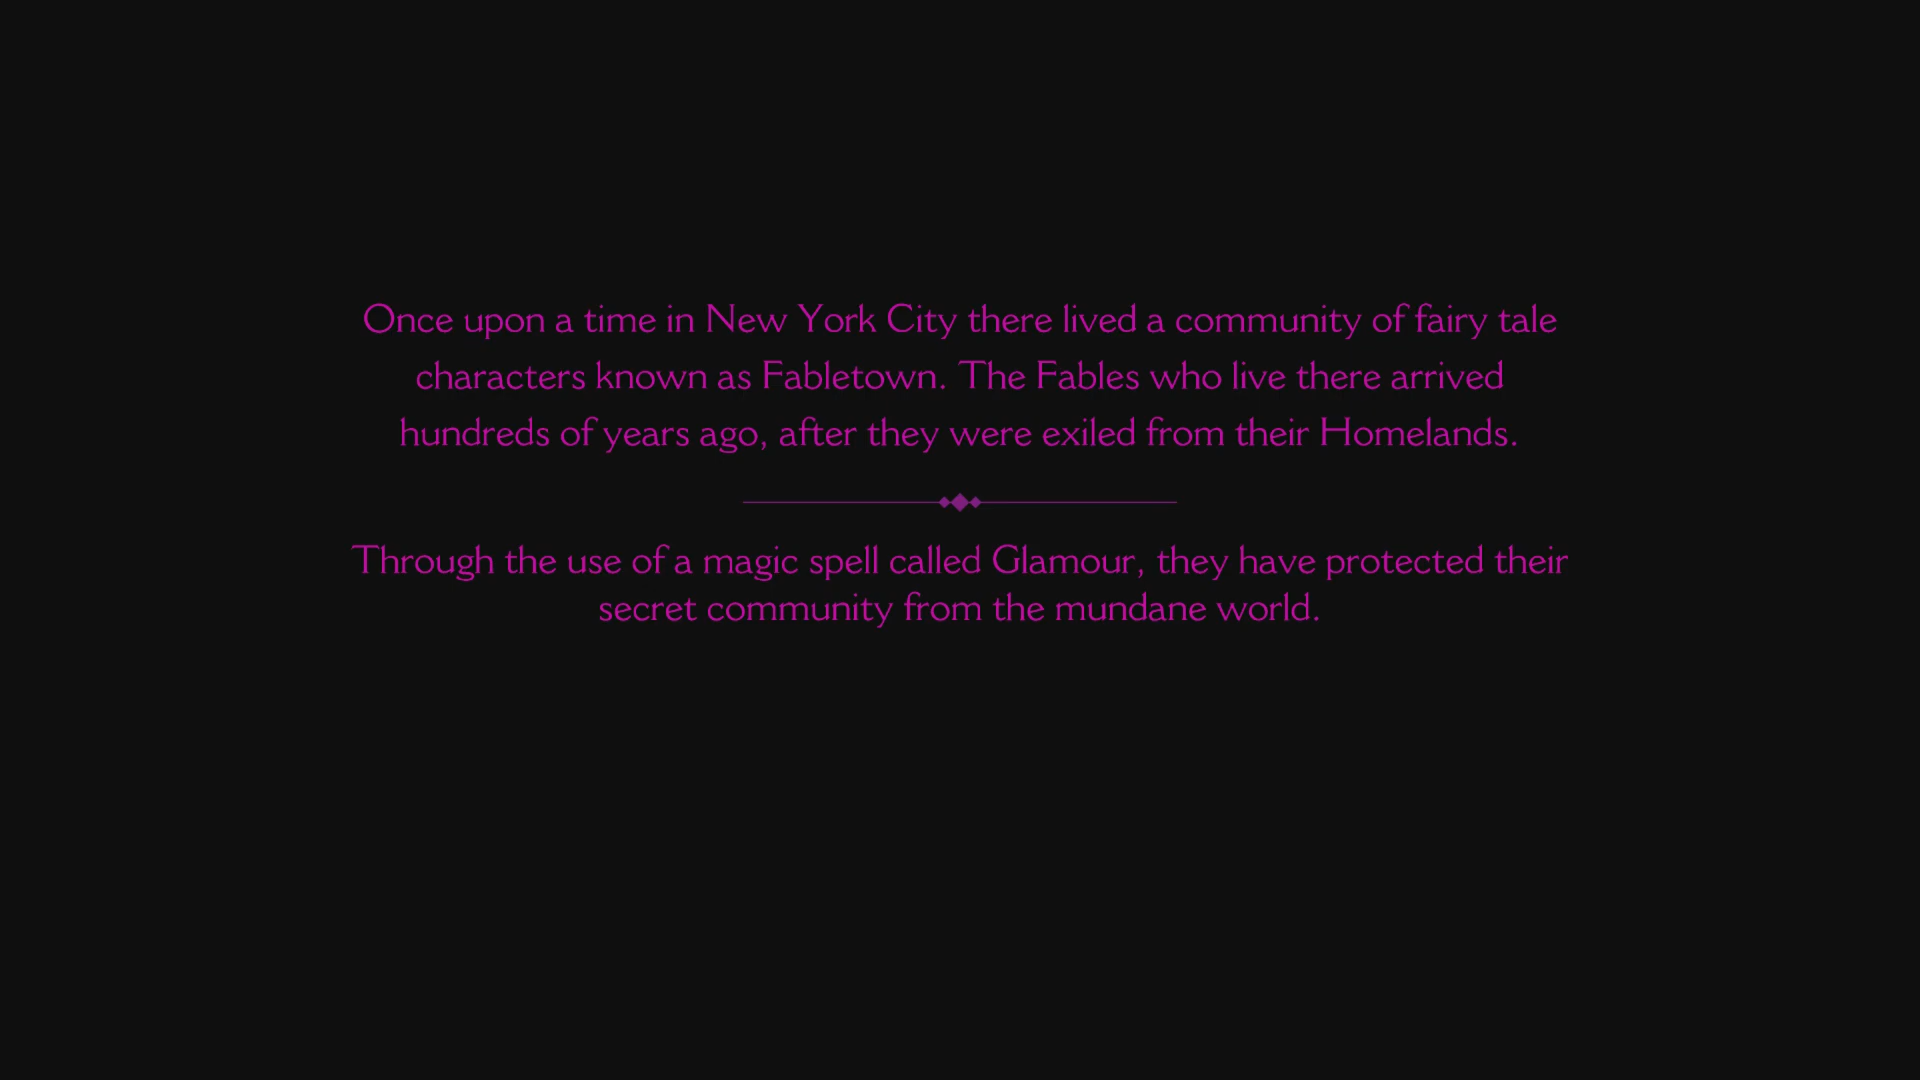 Once upon a time in New York City there lived a community of fairy tale
characters known as Fabletown. The Fables who live there arrived
hundreds of years ago, after they were exiled from their Homelands.
Through the use of a magic spell called Glamour, they have protected their
secret community from the mundane world.